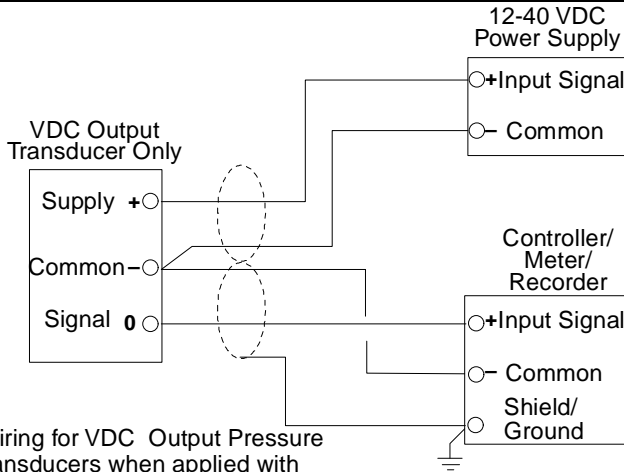 12-40 VDC
Power Supply
+Input Signal
– Common
VDC Output
Transducer Only
Supply +
Common –
Signal 0
Controller/
Meter/
Recorder
+Input Signal
– Common
Shield/
Ground
iring for VDC Output Pressure
ansducers when applied with